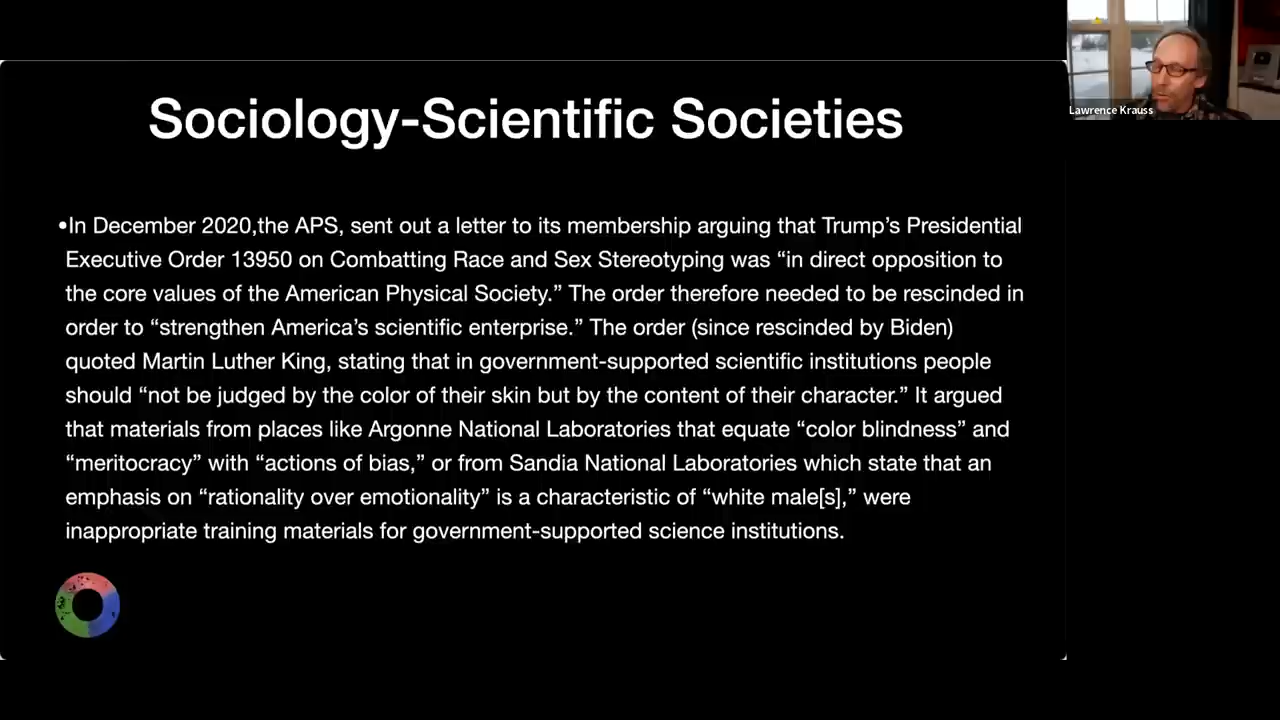 Sociology-Scientific Societies
•In December 2020,the APS, sent out a letter to its membership arguing that Trump’s Presidential
Executive Order 13950 on Combatting Race and Sex Stereotyping was “in direct opposition to
the core values of the American Physical Society.” The order therefore needed to be rescinded in
order to “strengthen America’s scientific enterprise.” The order (since rescinded by Biden)
quoted Martin Luther King, stating that in government-supported scientific institutions people
should “not be judged by the color of their skin but by the content of their character.” It argued
that materials from places like Argonne National Laboratories that equate “color blindness” and
“meritocracy” with “actions of bias,” or from Sandia National Laboratories which state that an
emphasis on “rationality over emotionality” is a characteristic of “white male[s],” were
inappropriate training materials for government-supported science institutions.
Lawrence Krauss